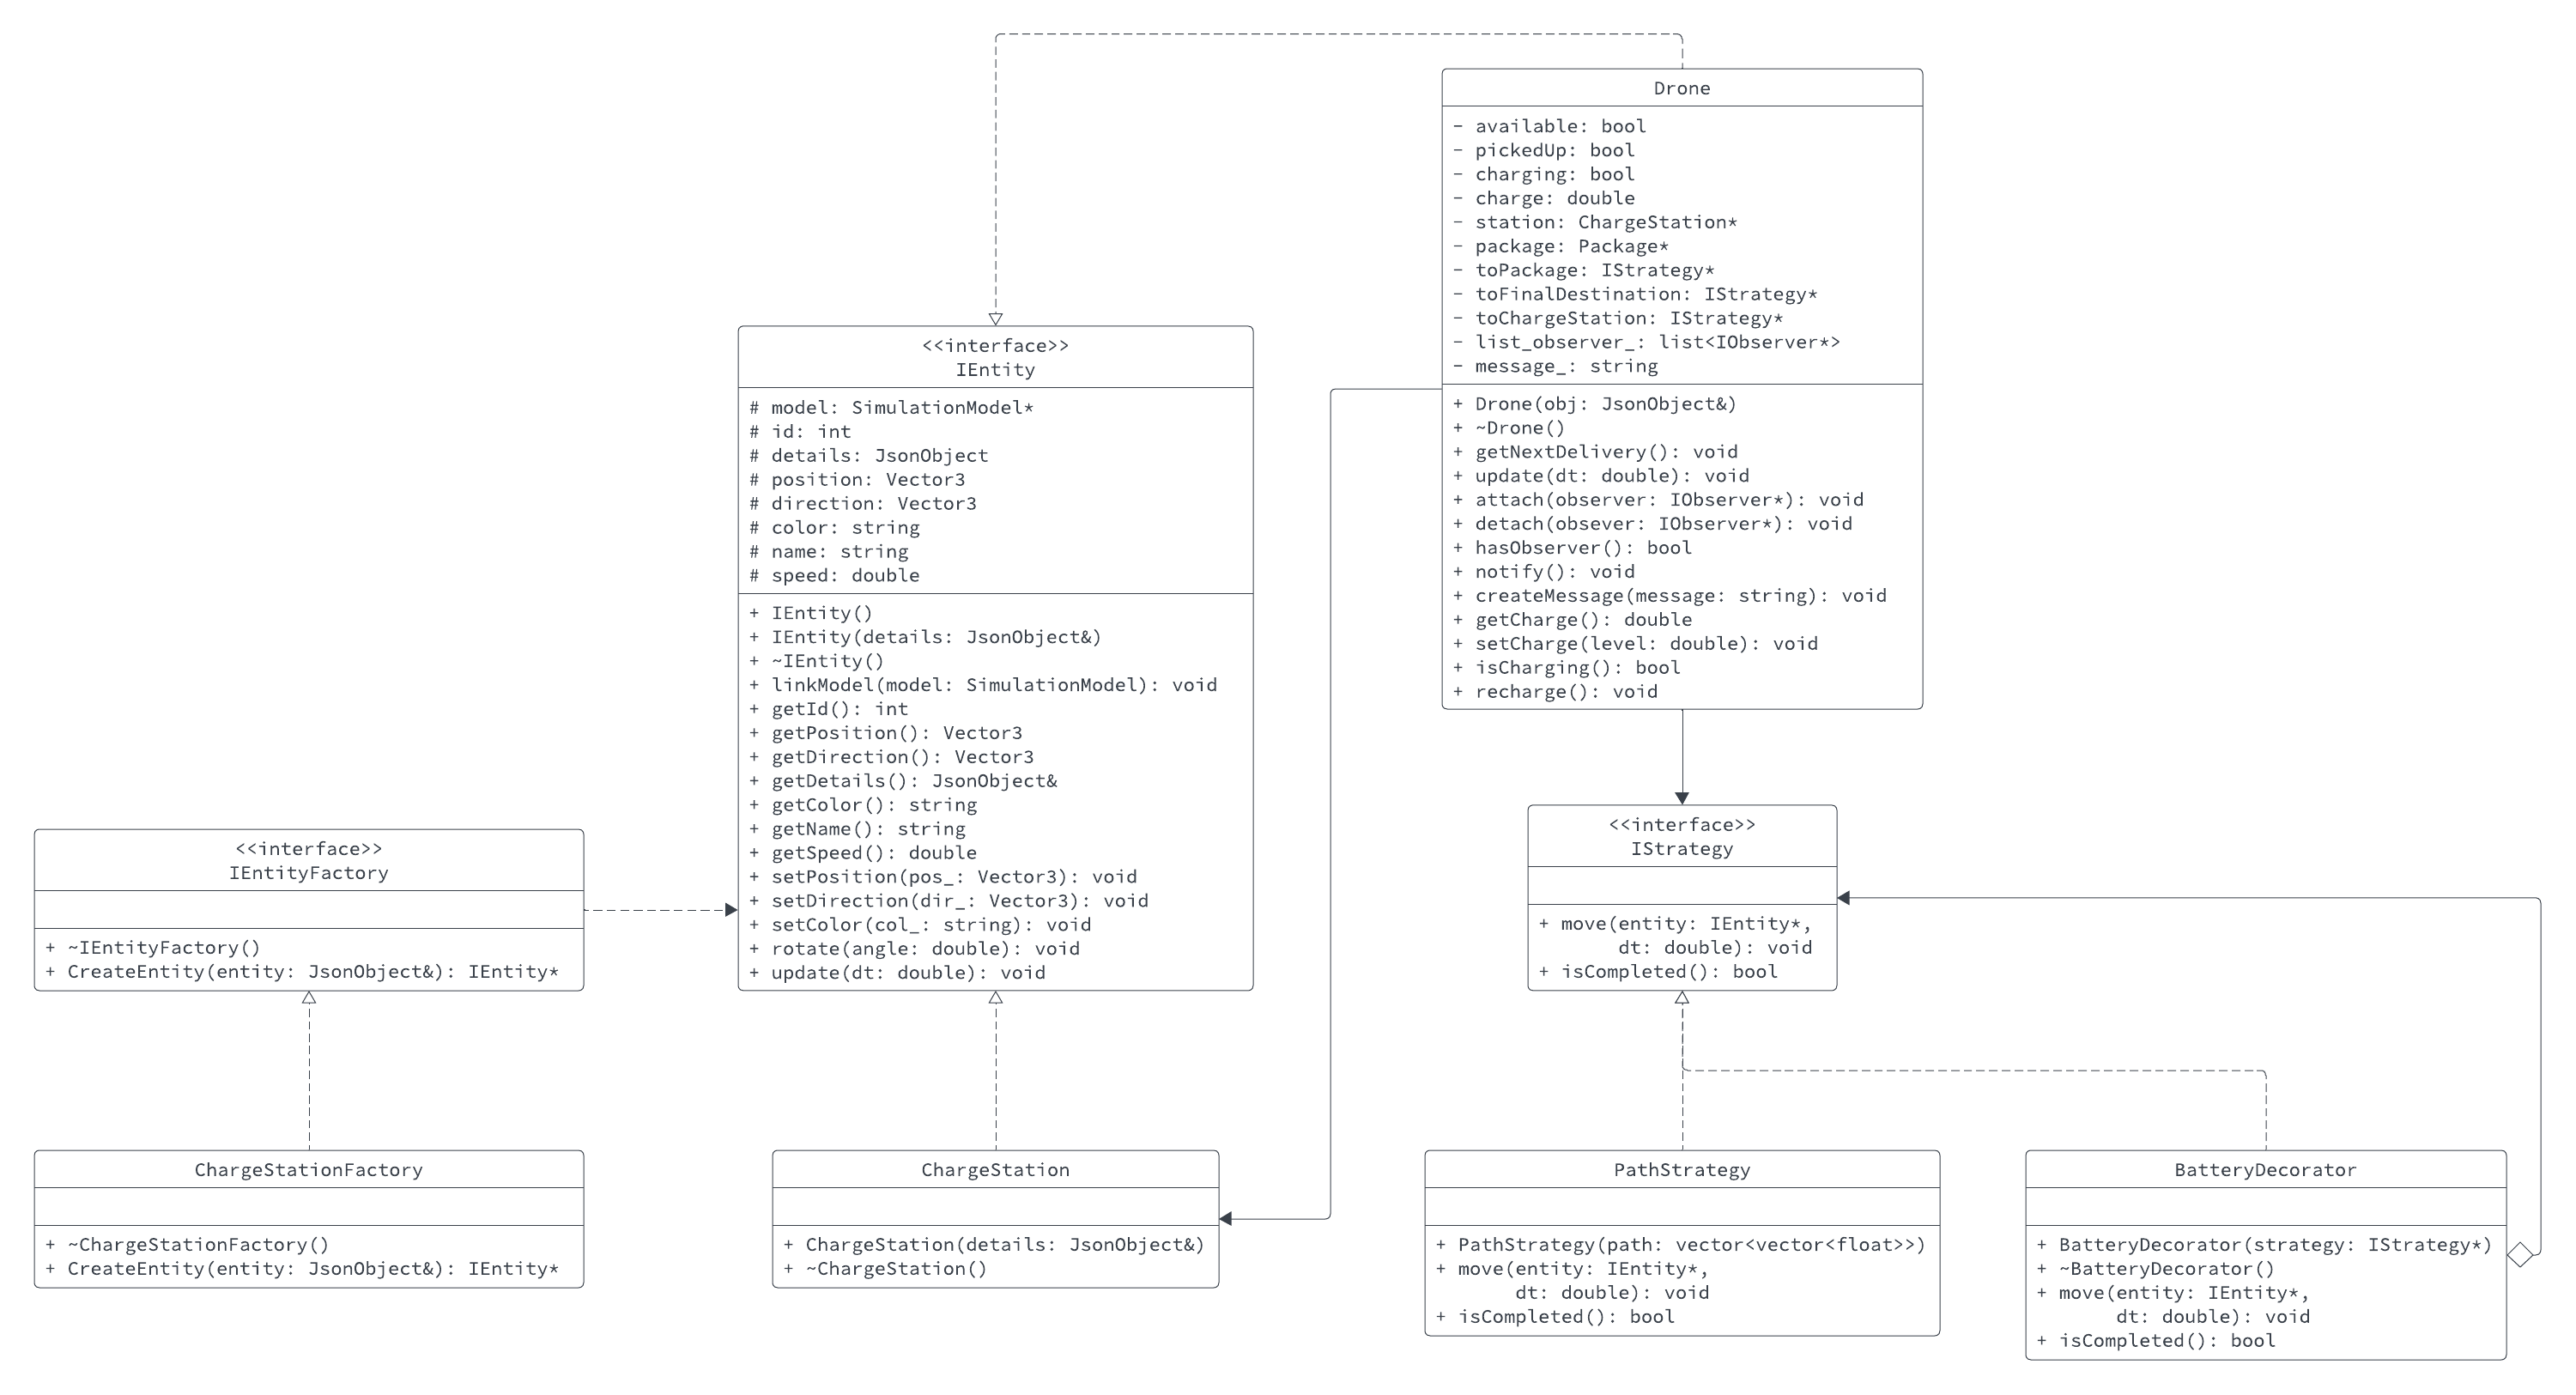 Drone
- available: bool
- pickedUp: bool
- charging: bool
- charge: double
- station: ChargeStation*
- package: Package*
- toPackage: IStrategy*
- toFinalDestination: IStrategy*
- toChargeStation: IStrategy*
- list_observer_: list<IObserver*>
- message_: string
+ Drone(obj: JsonObject&)
+ ~Drone()
+ getNextDelivery(): void
+ update(dt: double): void
+ attach(observer: IObserver*): void
+ detach(obsever: IObserver*): void
+ hasObserver(): bool
+ notify(): void
+ createMessage(message: string): void
+ getCharge(): double
+ setCharge(level: double): void
+ isCharging(): bool
+ recharge(): void
<<interface>>
IEntity
# model: SimulationModel*
# id: int
# details: JsonObject
# position: Vector3
# direction: Vector3
# color: string
# name: string
# speed: double
+ IEntity()
+ IEntity(details: JsonObject&)
+ ~IEntity()
+ linkModel(model: SimulationModel): void
+ getId(): int
+ getPosition(): Vector3
+ getDirection(): Vector3
+ getDetails(): JsonObject&
+ getColor(): string
+ getName(): string
+ getSpeed(): double
+ setPosition(pos_: Vector3): void
+ setDirection(dir_: Vector3): void
+ setColor(col_: string): void
+ rotate(angle: double): void
+ update(dt: double): void
<<interface>>
IEntityFactory
+ ~IEntityFactory()
+ CreateEntity(entity: JsonObject&): IEntity*
<<interface>>
IStrategy
+ move(entity: IEntity*,
dt: double): void
+ isCompleted(): bool
ChargeStationFactory
+ ~ChargeStationFactory()
+ CreateEntity(entity: JsonObject&): IEntity*
ChargeStation
+ ChargeStation(details: JsonObject&)
+ ~ChargeStation()
PathStrategy
+ PathStrategy(path: vector<vector<float>>)
+ move(entity: IEntity*,
dt: double): void
+ isCompleted(): bool
BatteryDecorator
+ BatteryDecorator(strategy: IStrategy*)
+ ~BatteryDecorator()
+ move(entity: IEntity*,
dt: double): void
+ isCompleted(): bool